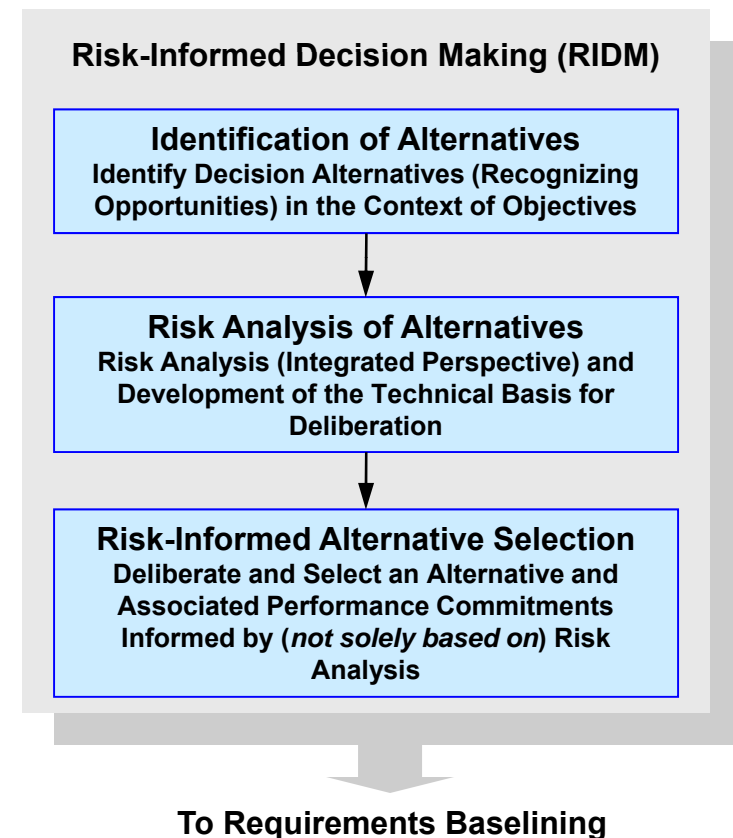 Risk-Informed Decision Making (RIDM)
Identification of Alternatives
Identify Decision Alternatives (Recognizing
Opportunities) in the Context of Objectives
Risk Analysis of Alternatives
Risk Analysis (Integrated Perspective) and
Development of the Technical Basis for
Deliberation
Risk-Informed Alternative Selection
Deliberate and Select an Alternative and
Associated Performance Commitments
Informed by (not solely based on) Risk
Analysis
To Requirements Baselining